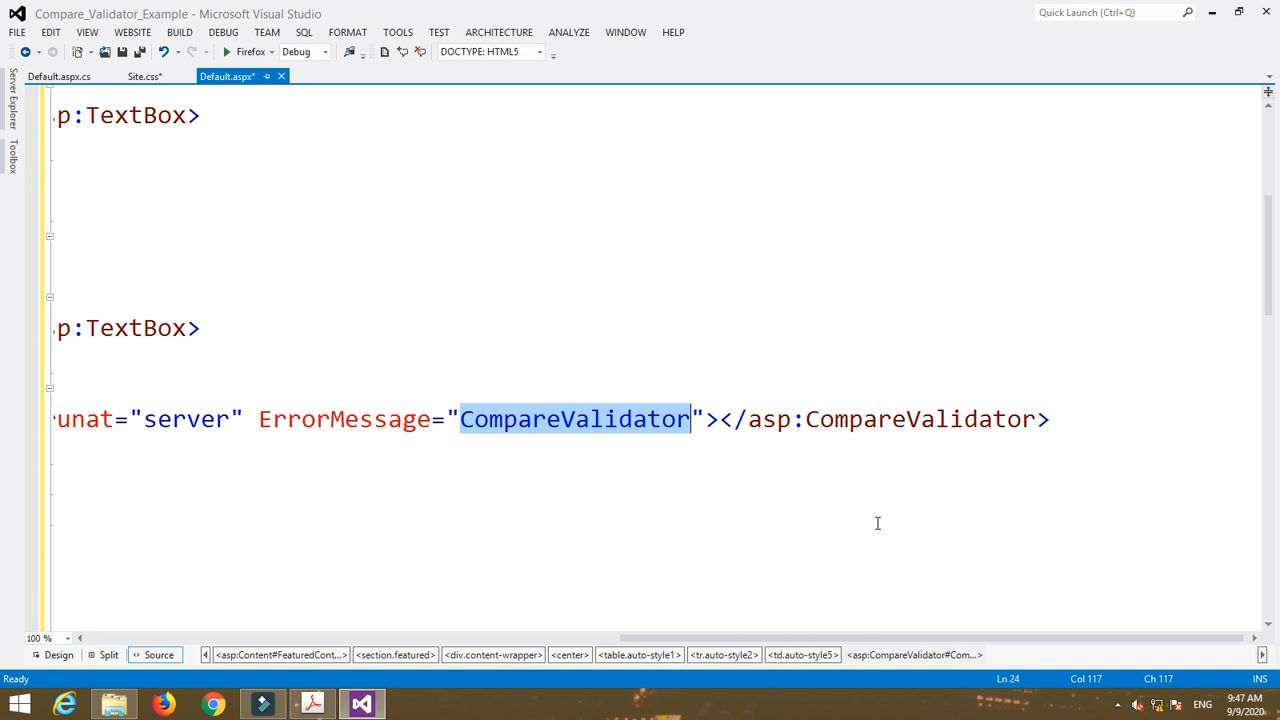 Compare_Validator_Example - Microsoft Visual Studio
Quick Launch (Ctrl+Q)
FILE EDIT VIEW WEBSITE BUILD DEBUG TEAM SQL FORMAT TOOLS TEST ARCHITECTURE ANALYZE WINDOW HELP
Firefox Debug DOCTYPE: HTML5
Server Explorer
Toolbox
Default.aspx.cs Site.css* Default.aspx*
p:TextBox>
p:TextBox>
unat="server" ErrorMessage="CompareValidator"></asp:CompareValidator>
100 %
Design Split Source <asp:Content#FeaturedCont...> <section.featured> <div.content-wrapper> <center> <table.auto-style1> <tr.auto-style2> <td.auto-style5> <asp:CompareValidator#Com...>
Ready Ln 24 Col 117 Ch 117 INS
ENG
9:47 AM
9/9/2020